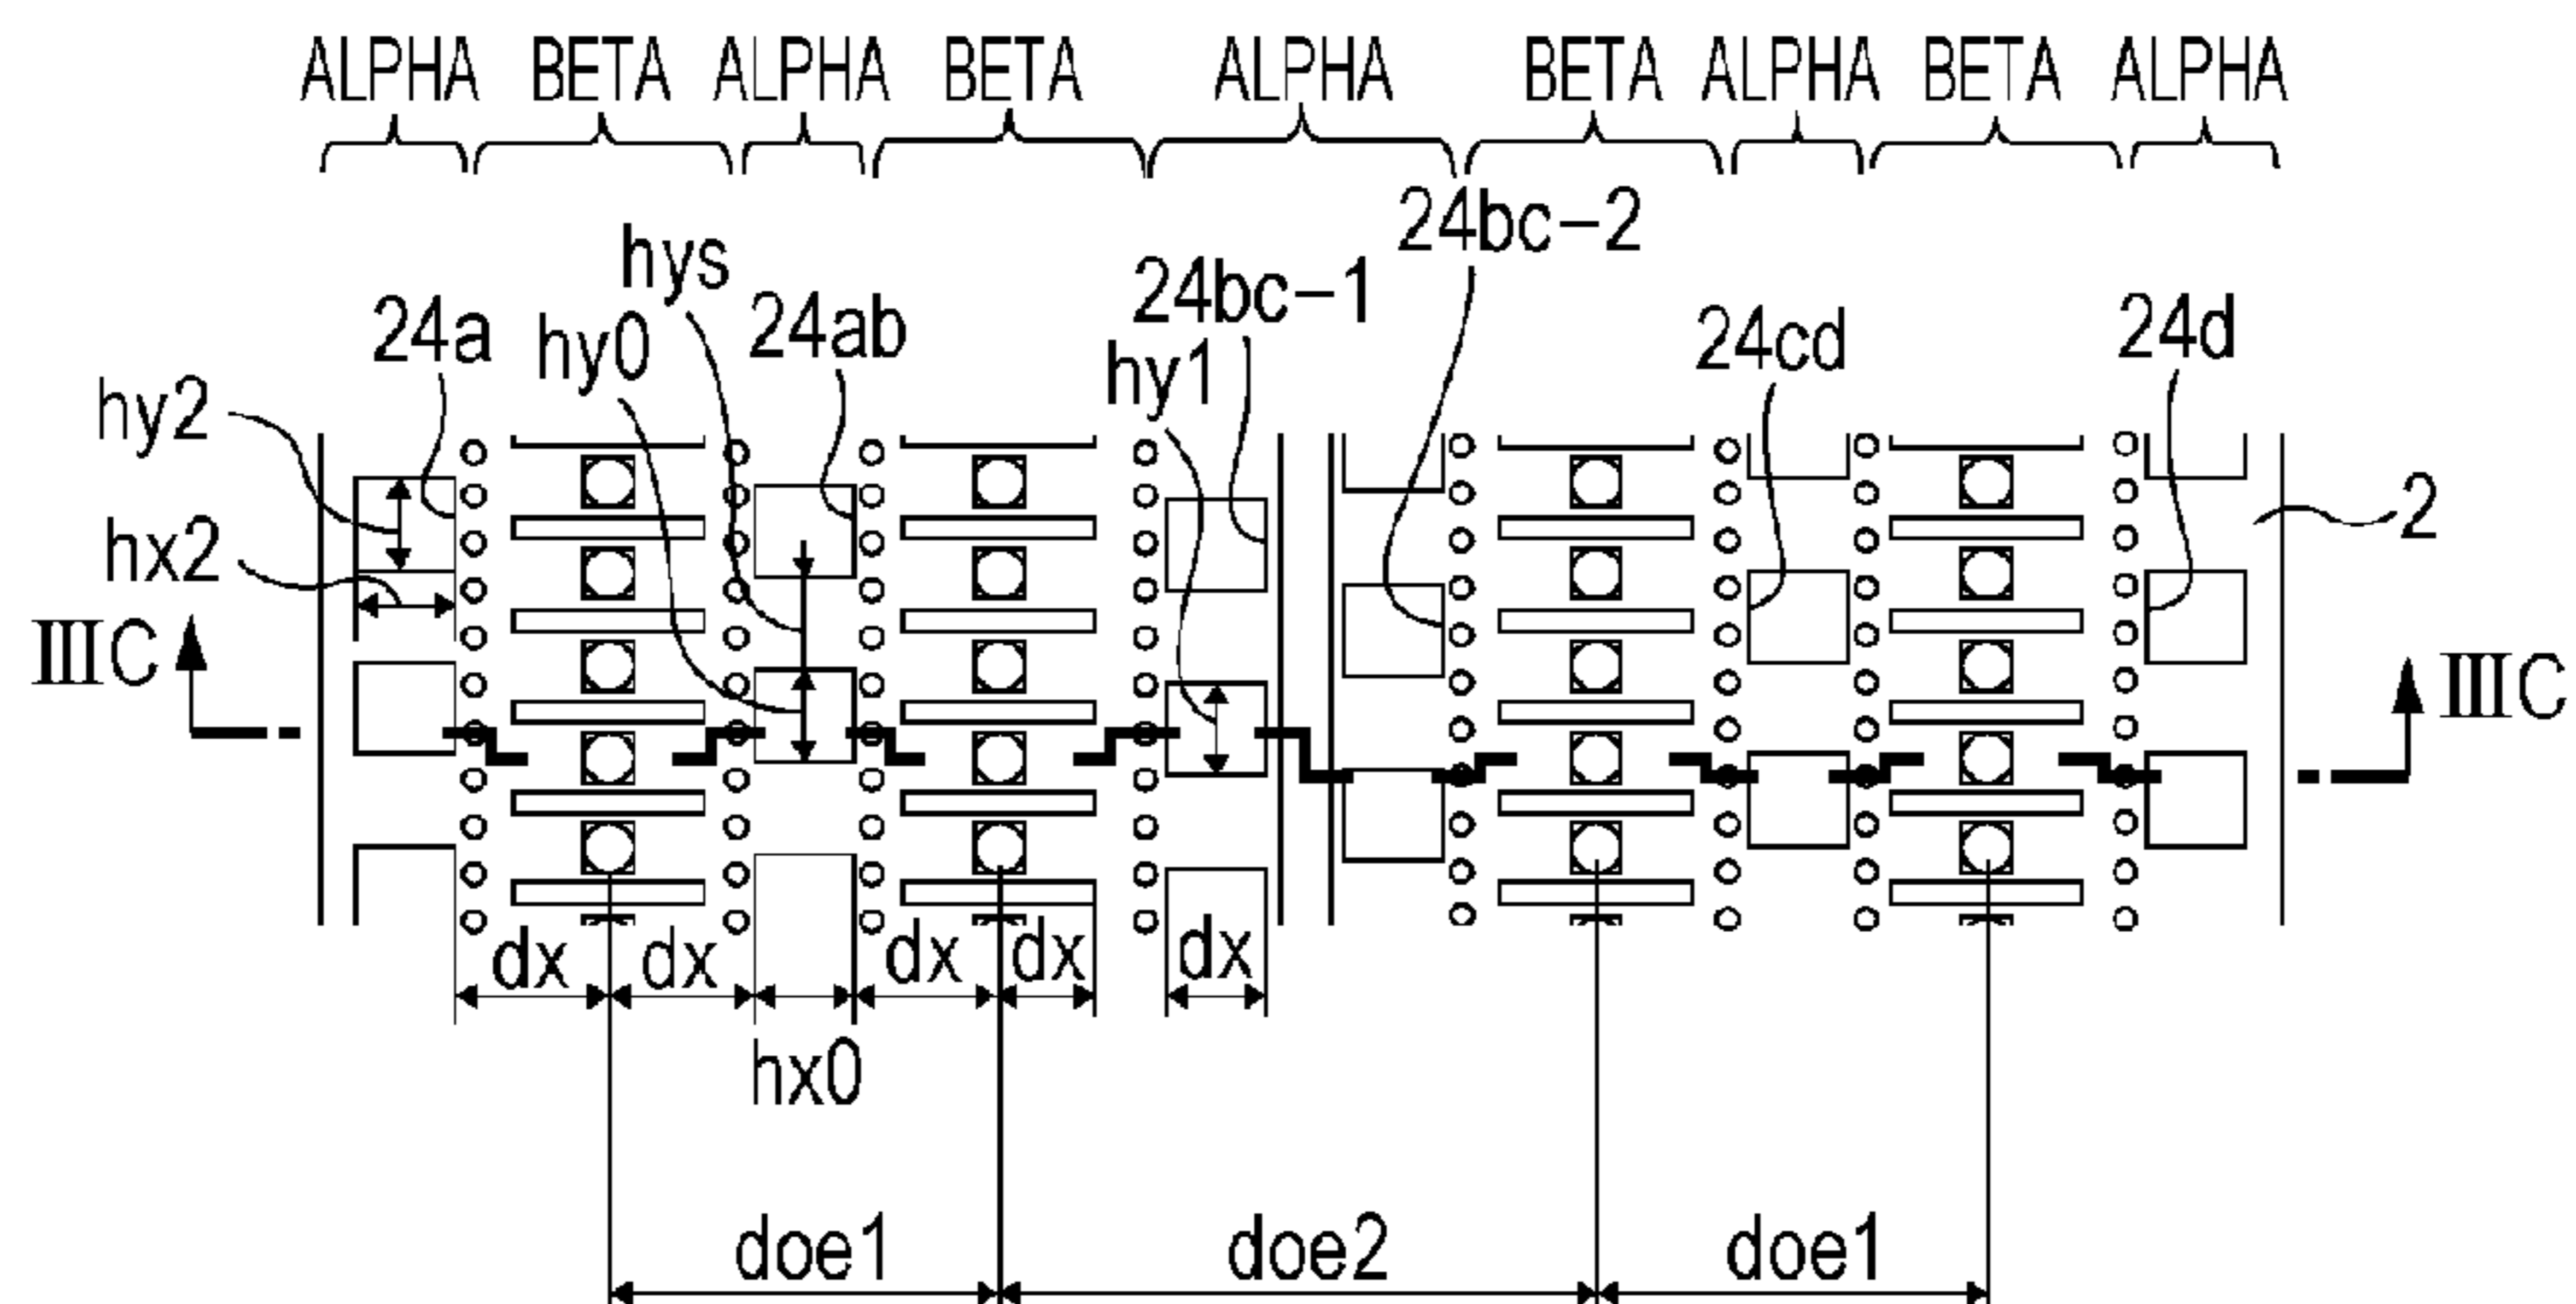 ALPHA BETA ALPHA BETA ALPHA BETA ALPHA BETA ALPHA
24bc-2
hys
24bc-1
24a
hy0
24ab
hy1
24cd
24d
hy2
hx2
2
IIIC
IIIC
dx dx dx dx dx
hx0
doe1 doe2 doe1